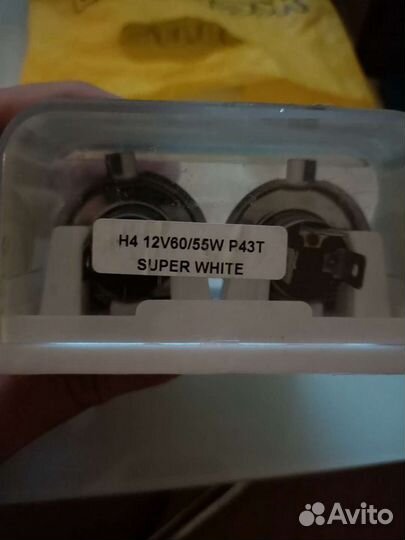 H4 12V60/55W P43T
SUPER WHITE
Avito